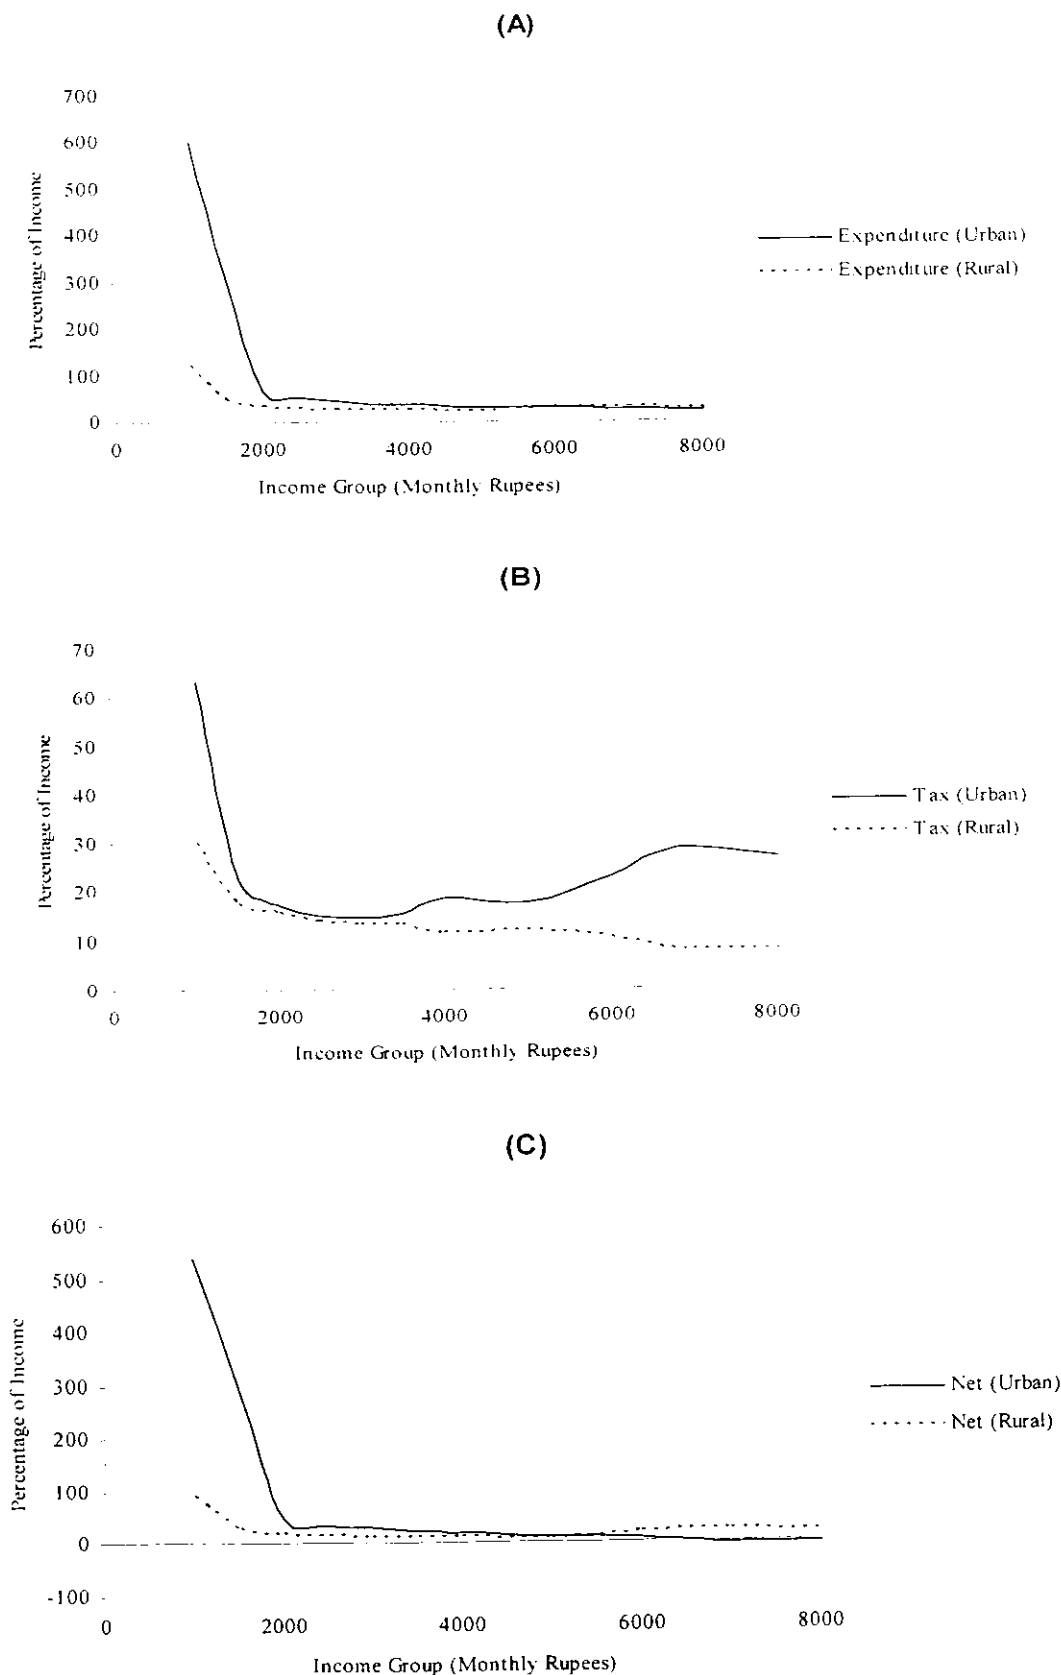 (A)
700
600
500
400
300
200
100
0
Percentage of Income
0 2000 4000 6000 8000
Income Group (Monthly Rupees)
Expenditure (Urban)
Expenditure (Rural)
(B)
70
60
50
40
30
20
10
0
Percentage of Income
0 2000 4000 6000 8000
Income Group (Monthly Rupees)
Tax (Urban)
Tax (Rural)
(C)
600
500
400
300
200
100
0
-100
Percentage of Income
0 2000 4000 6000 8000
Income Group (Monthly Rupees)
Net (Urban)
Net (Rural)